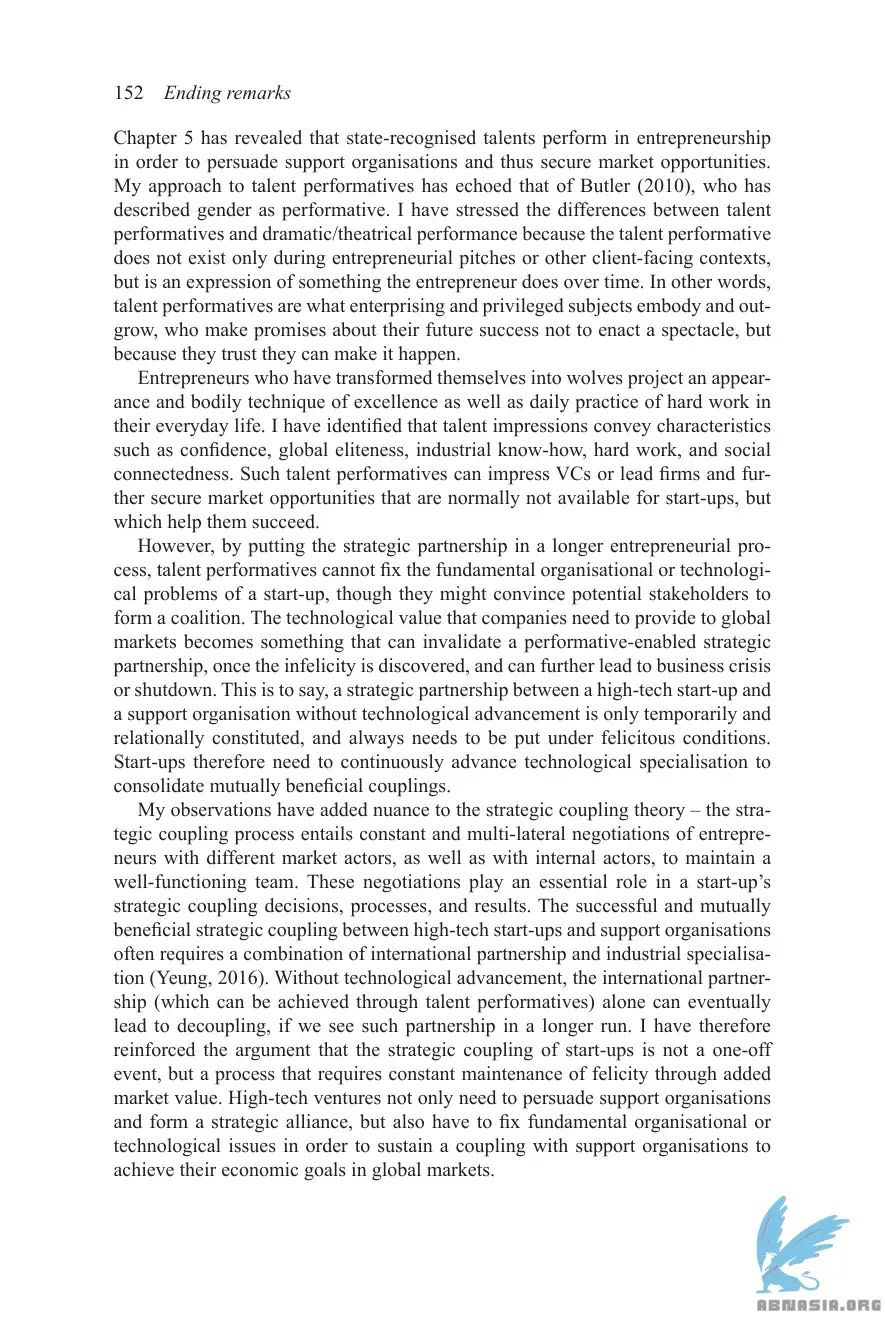 152 Ending remarks
Chapter 5 has revealed that state-recognised talents perform in entrepreneurship
in order to persuade support organisations and thus secure market opportunities.
My approach to talent performatives has echoed that of Butler (2010), who has
described gender as performative. I have stressed the differences between talent
performatives and dramatic/theatrical performance because the talent performative
does not exist only during entrepreneurial pitches or other client-facing contexts,
but is an expression of something the entrepreneur does over time. In other words,
talent performatives are what enterprising and privileged subjects embody and out-
grow, who make promises about their future success not to enact a spectacle, but
because they trust they can make it happen.
Entrepreneurs who have transformed themselves into wolves project an appear-
ance and bodily technique of excellence as well as daily practice of hard work in
their everyday life. I have identified that talent impressions convey characteristics
such as confidence, global eliteness, industrial know-how, hard work, and social
connectedness. Such talent performatives can impress VCs or lead firms and fur-
ther secure market opportunities that are normally not available for start-ups, but
which help them succeed.
However, by putting the strategic partnership in a longer entrepreneurial pro-
cess, talent performatives cannot fix the fundamental organisational or technologi-
cal problems of a start-up, though they might convince potential stakeholders to
form a coalition. The technological value that companies need to provide to global
markets becomes something that can invalidate a performative-enabled strategic
partnership, once the infelicity is discovered, and can further lead to business crisis
or shutdown. This is to say, a strategic partnership between a high-tech start-up and
a support organisation without technological advancement is only temporarily and
relationally constituted, and always needs to be put under felicitous conditions.
Start-ups therefore need to continuously advance technological specialisation to
consolidate mutually beneficial couplings.
My observations have added nuance to the strategic coupling theory – the stra-
tegic coupling process entails constant and multi-lateral negotiations of entrepre-
neurs with different market actors, as well as with internal actors, to maintain a
well-functioning team. These negotiations play an essential role in a start-up’s
strategic coupling decisions, processes, and results. The successful and mutually
beneficial strategic coupling between high-tech start-ups and support organisations
often requires a combination of international partnership and industrial specialisa-
tion (Yeung, 2016). Without technological advancement, the international partner-
ship (which can be achieved through talent performatives) alone can eventually
lead to decoupling, if we see such partnership in a longer run. I have therefore
reinforced the argument that the strategic coupling of start-ups is not a one-off
event, but a process that requires constant maintenance of felicity through added
market value. High-tech ventures not only need to persuade support organisations
and form a strategic alliance, but also have to fix fundamental organisational or
technological issues in order to sustain a coupling with support organisations to
achieve their economic goals in global markets.
ABNASIA.ORG